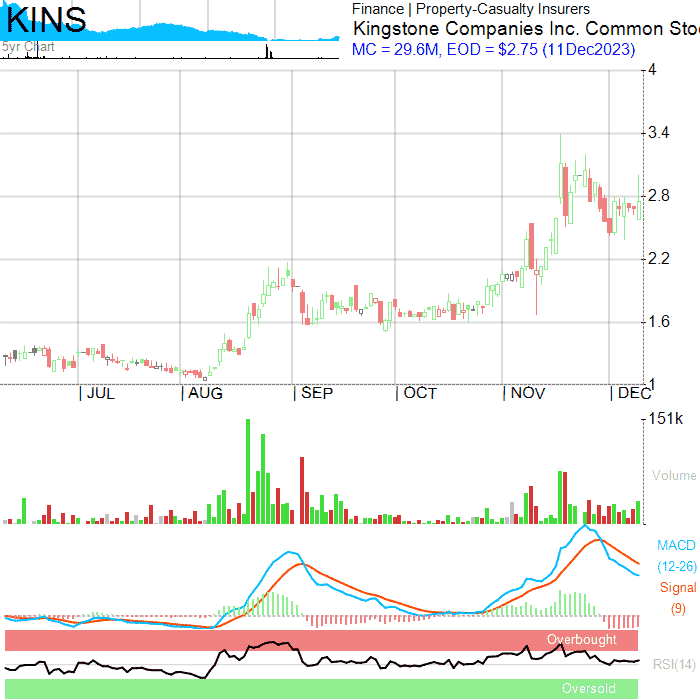 KINS
5yr Chart
Finance | Property-Casualty Insurers
Kingstone Companies Inc. Common Sto
MC = 29.6M, EOD = $2.75 (11Dec2023)
4
3.4
2.8
2.2
1.6
1
| JUL | AUG | SEP | OCT | NOV | DEC
151k
Volume
MACD
(12-26)
Signal
(9)
Overbought
RSI(14)
Oversold